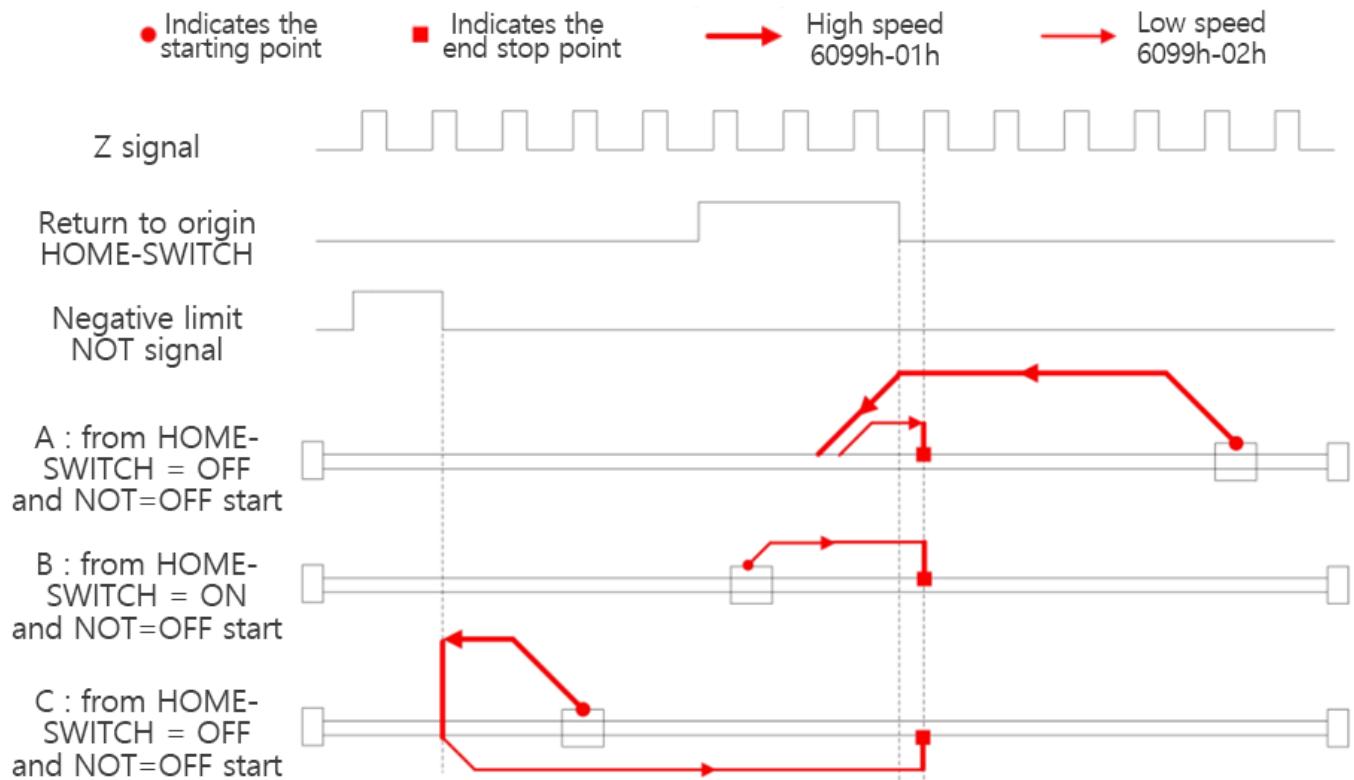 Indicates the
starting point
Indicates the
end stop point
High speed
6099h-01h
Low speed
6099h-02h
Z signal
Return to origin
HOME-SWITCH
Negative limit
NOT signal
A : from HOME-
SWITCH = OFF
and NOT=OFF start
B : from HOME-
SWITCH = ON
and NOT=OFF start
C : from HOME-
SWITCH = OFF
and NOT=OFF start